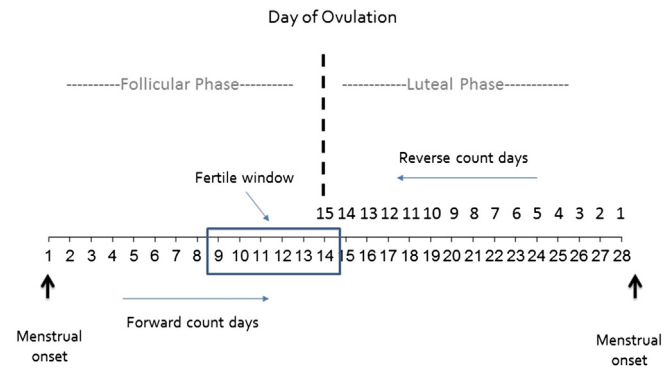 Day of Ovulation
----------Follicular Phase----------
------------Luteal Phase------------
Reverse count days
Fertile window
15 14 13 12 11 10 9 8 7 6 5 4 3 2 1
1 2 3 4 5 6 7 8 9 10 11 12 13 14 15 16 17 18 19 20 21 22 23 24 25 26 27 28
Forward count days
Menstrual
onset
Menstrual
onset